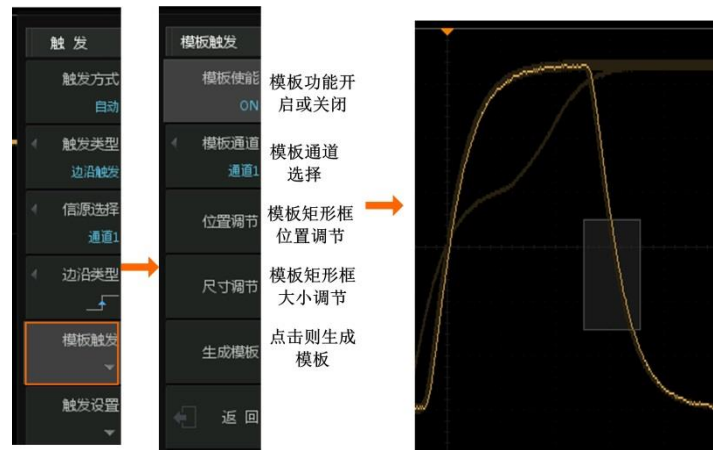 触 发
触发方式
自动
触发类型
边沿触发
信源选择
通道1
边沿类型
模板触发
触发设置
模板触发
模板使能
ON
模板通道
通道1
位置调节
尺寸调节
生成模板
返 回
模板功能开
启或关闭
模板通道
选择
模板矩形框
位置调节
模板矩形框
大小调节
点击则生成
模板